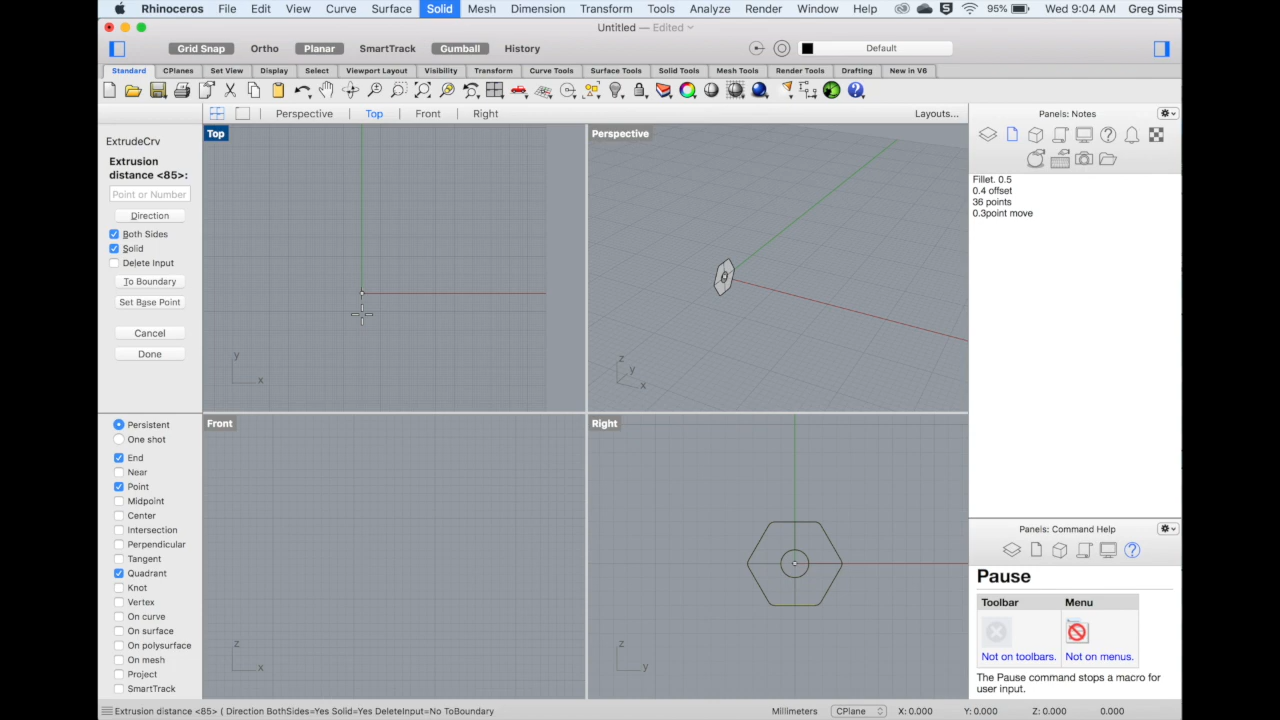 Rhinoceros File Edit View Curve Surface Solid Mesh Dimension Transform Tools Analyze Render Window Help 95% Wed 9:04 AM Greg Sims
Untitled — Edited
Grid Snap Ortho Planar SmartTrack Gumball History Default
Standard CPlanes Set View Display Select Viewport Layout Visibility Transform Curve Tools Surface Tools Solid Tools Mesh Tools Render Tools Drafting New in V6
Perspective Top Front Right Layouts...
Panels: Notes
Top
Perspective
ExtrudeCrv
Extrusion
distance <85>:
Point or Number
Direction
Both Sides
Solid
Delete Input
To Boundary
Set Base Point
Cancel
Done
y
x
z
y
x
Fillet. 0.5
0.4 offset
36 points
0.3point move
Front
Right
Persistent
One shot
End
Near
Point
Midpoint
Center
Intersection
Perpendicular
Tangent
Quadrant
Knot
Vertex
On curve
On surface
On polysurface
On mesh
Project
SmartTrack
z
x
z
y
Panels: Command Help
Pause
Toolbar Menu
Not on toolbars. Not on menus.
The Pause command stops a macro for
user input.
Extrusion distance <85> ( Direction BothSides=Yes Solid=Yes DeleteInput=No ToBoundary
Millimeters CPlane X: 0.000 Y: 0.000 Z: 0.000 0.000